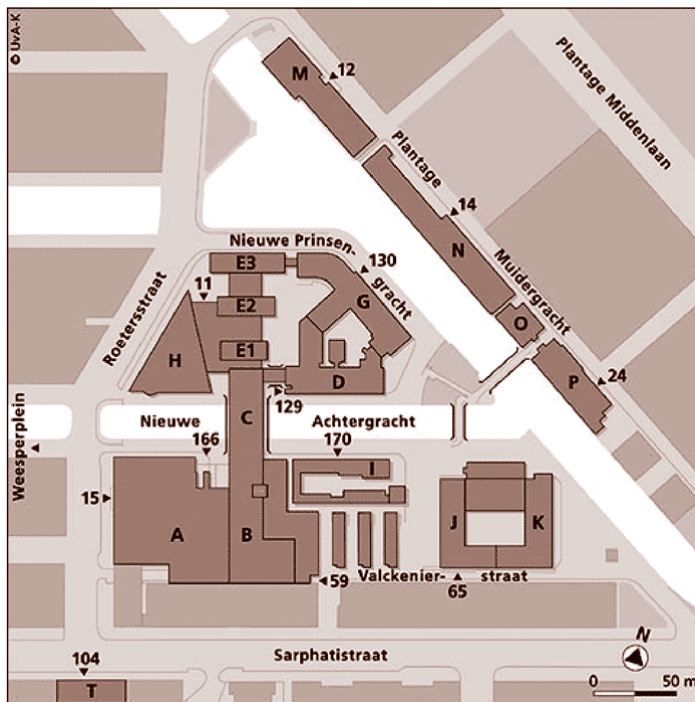 © UvA-K
M
12
Plantage Middenlaan
Plantage
14
N
Muidergracht
Nieuwe Prinsen-
gracht
130
E3
11
E2
G
Roetersstraat
O
E1
H
D
P
24
129
Nieuwe
C
Achtergracht
Weesperplein
166
170
I
15
A
B
J
K
59
Valckenier-
straat
65
N
104
Sarphatistraat
T
0
50 m